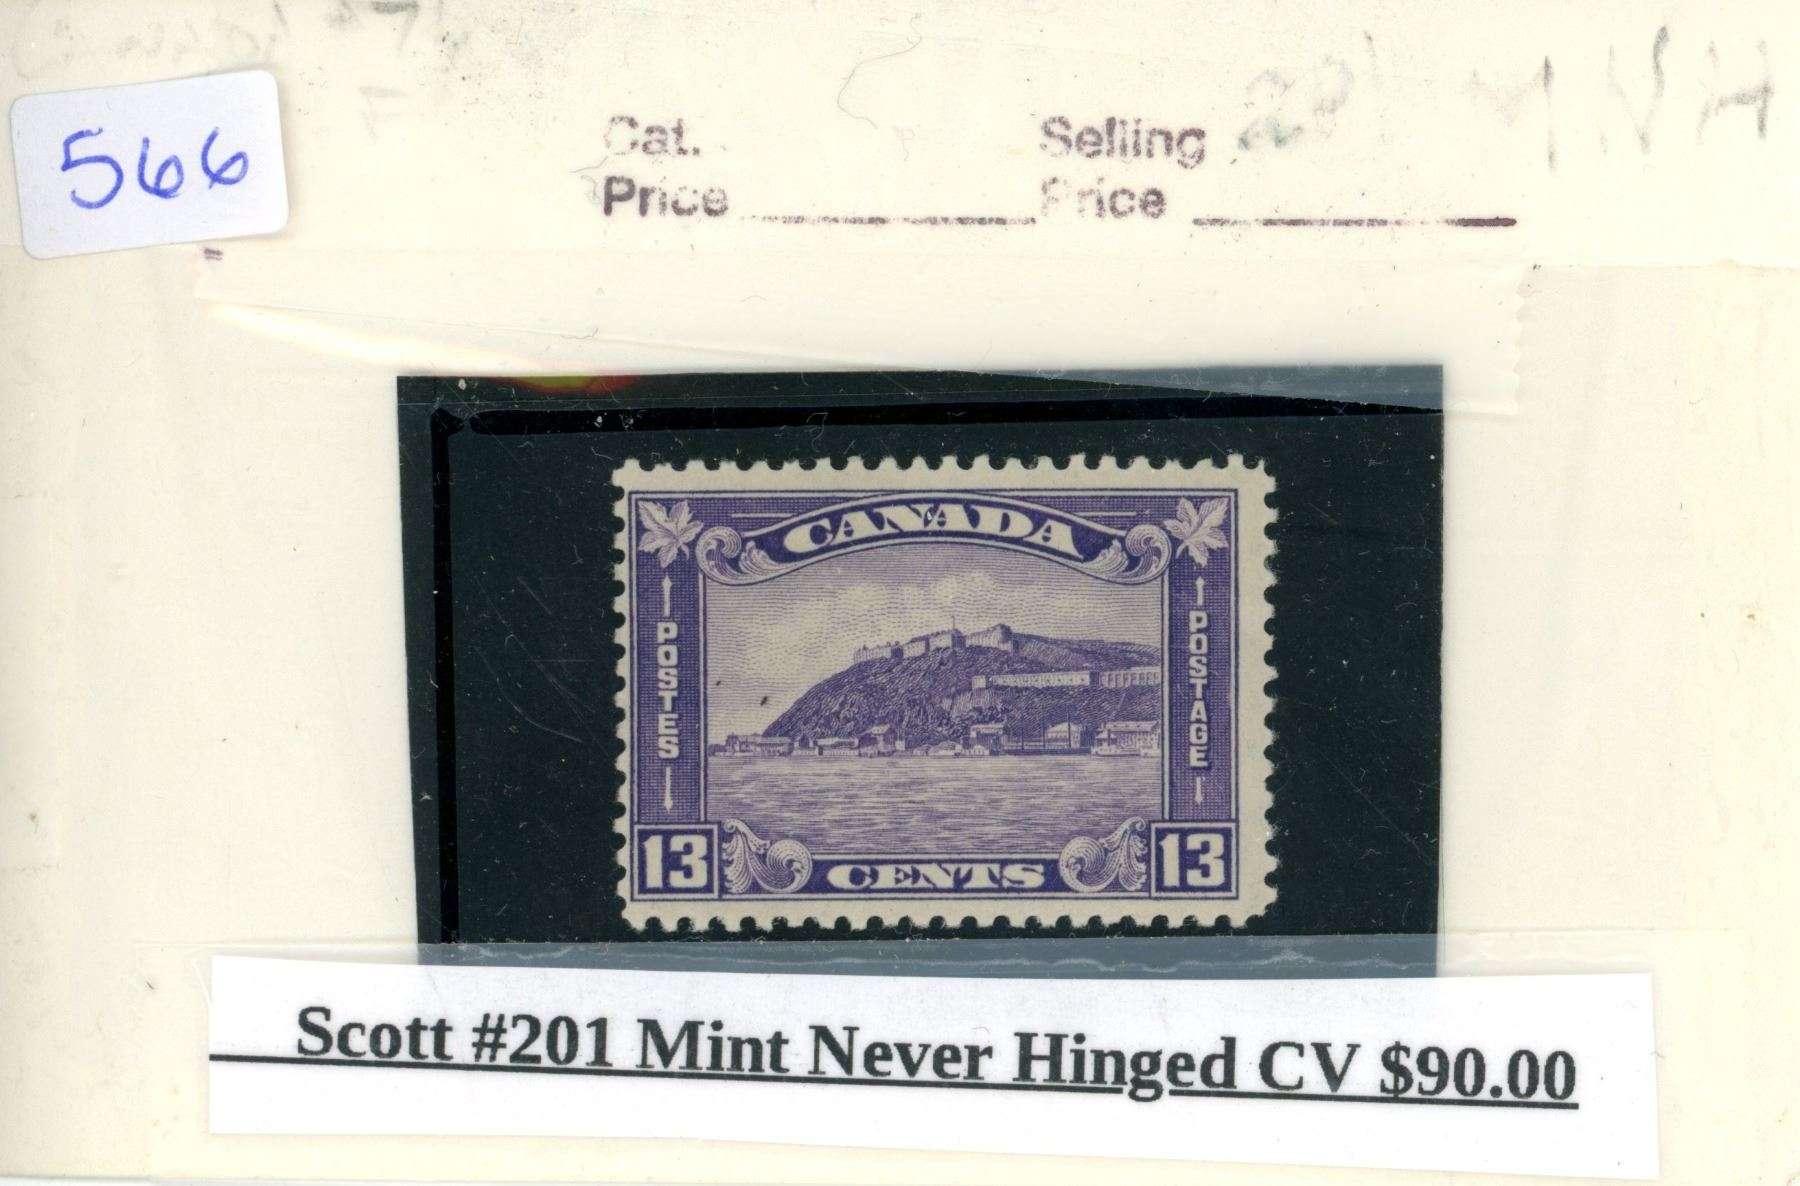 566
Cat.
Price
Selling
Price
CANADA
POSTES
POSTAGE
13 CENTS 13
Scott #201 Mint Never Hinged CV $90.00